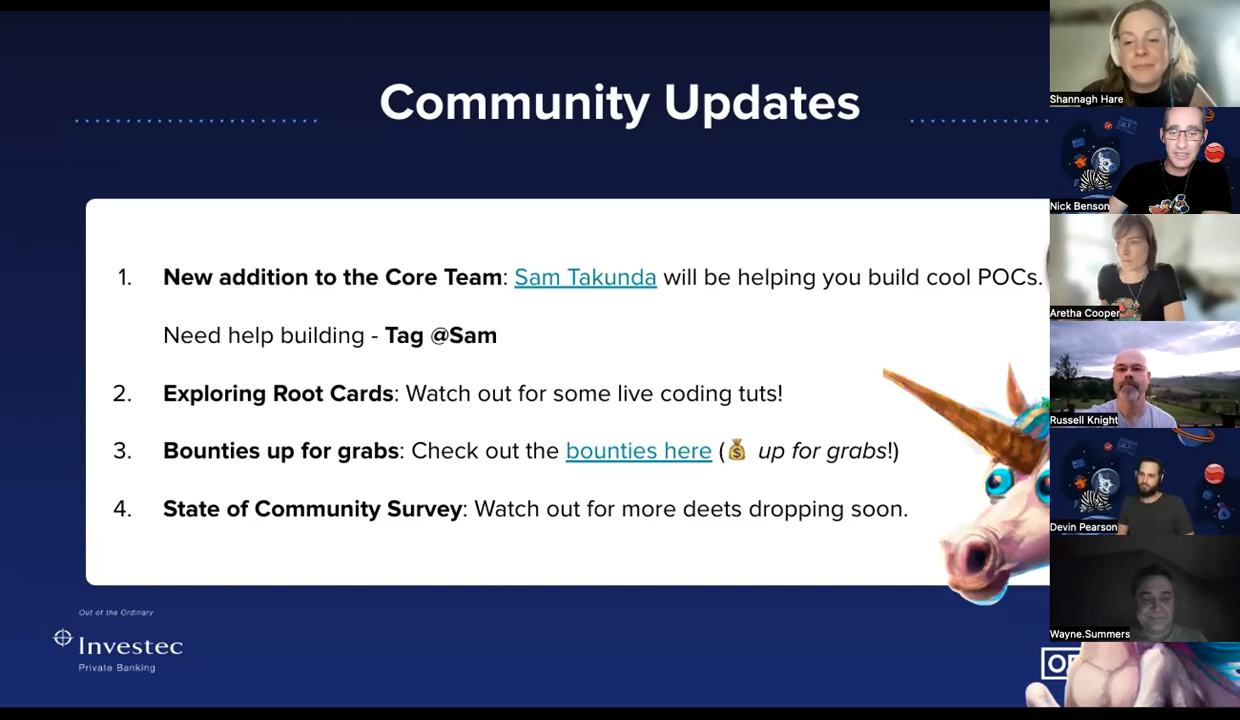 Community Updates
1. New addition to the Core Team: Sam Takunda will be helping you build cool POCs.
Need help building - Tag @Sam
2. Exploring Root Cards: Watch out for some live coding tuts!
3. Bounties up for grabs: Check out the bounties here (💰 up for grabs!)
4. State of Community Survey: Watch out for more deets dropping soon.
Out of the Ordinary
Investec
Private Banking
Shannagh Hare
Nick Benson
Aretha Cooper
Russell Knight
Devin Pearson
Wayne.Summers